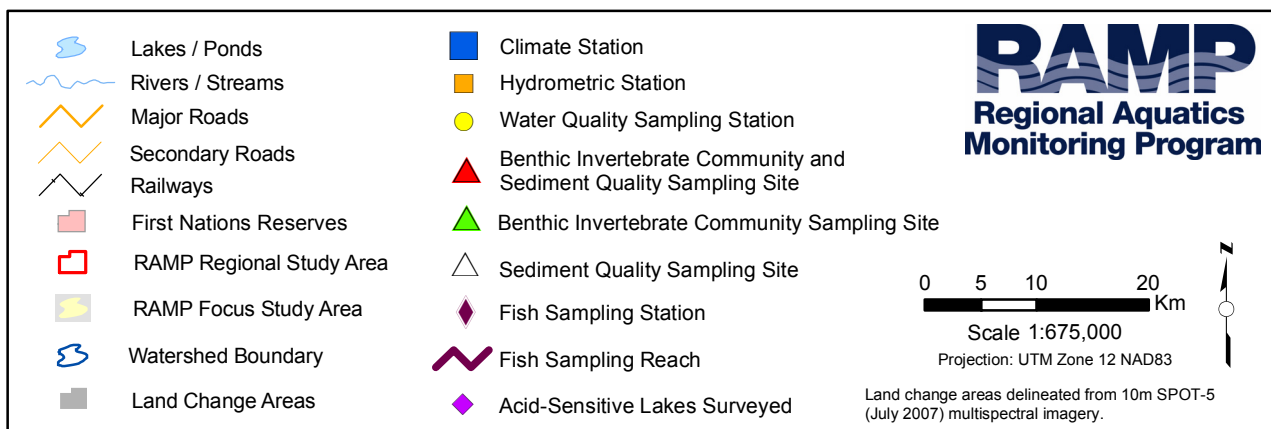 Lakes / Ponds
Rivers / Streams
Major Roads
Secondary Roads
Railways
First Nations Reserves
RAMP Regional Study Area
RAMP Focus Study Area
Watershed Boundary
Land Change Areas
Climate Station
Hydrometric Station
Water Quality Sampling Station
Benthic Invertebrate Community and
Sediment Quality Sampling Site
Benthic Invertebrate Community Sampling Site
Sediment Quality Sampling Site
Fish Sampling Station
Fish Sampling Reach
Acid-Sensitive Lakes Surveyed
RAMP
Regional Aquatics
Monitoring Program
N
0 5 10 20
Km
Scale 1:675,000
Projection: UTM Zone 12 NAD83
Land change areas delineated from 10m SPOT-5
(July 2007) multispectral imagery.